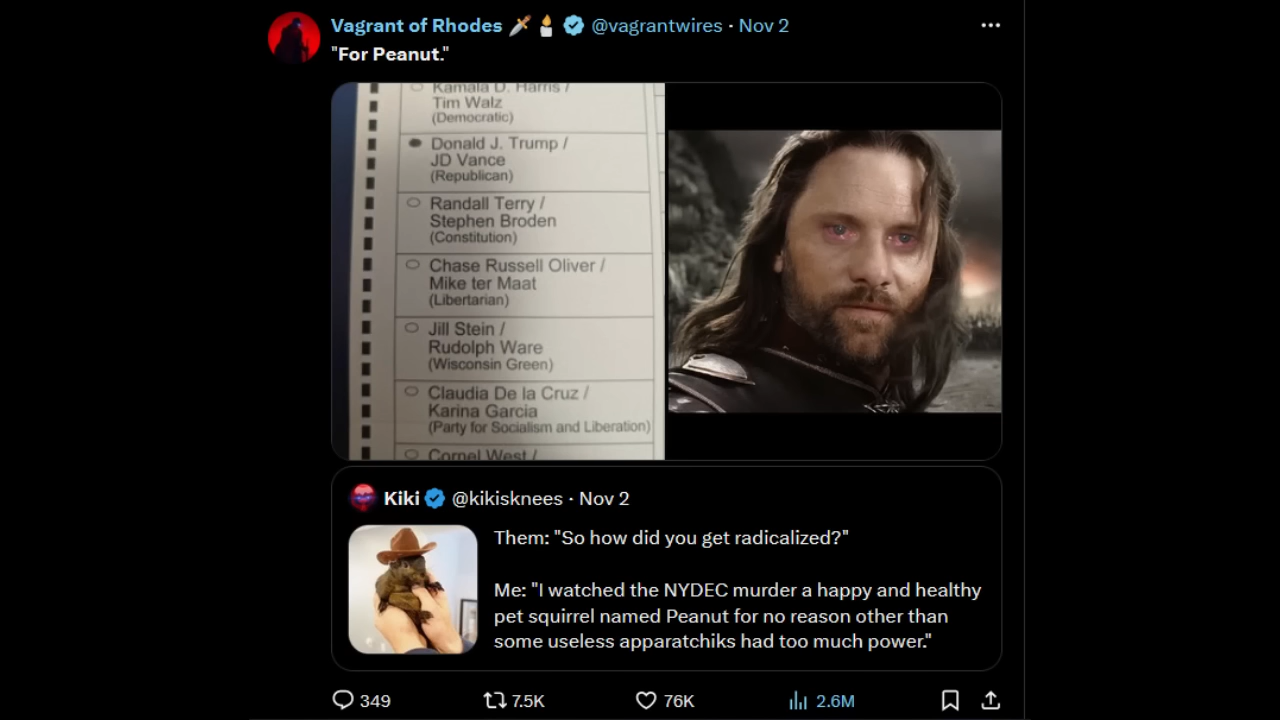 Vagrant of Rhodes @vagrantwires · Nov 2
"For Peanut."
Kamala D. Harris /
Tim Walz
(Democratic)
Donald J. Trump /
JD Vance
(Republican)
Randall Terry /
Stephen Broden
(Constitution)
Chase Russell Oliver /
Mike ter Maat
(Libertarian)
Jill Stein /
Rudolph Ware
(Wisconsin Green)
Claudia De la Cruz /
Karina Garcia
(Party for Socialism and Liberation)
Cornel West /
Kiki @kikisknees · Nov 2
Them: "So how did you get radicalized?"
Me: "I watched the NYDEC murder a happy and healthy
pet squirrel named Peanut for no reason other than
some useless apparatchiks had too much power."
349 7.5K 76K 2.6M